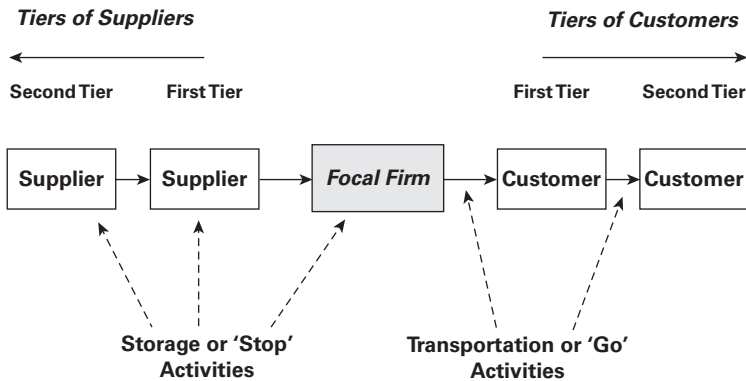 Tiers of Suppliers
Tiers of Customers
Second Tier
First Tier
First Tier
Second Tier
Supplier
Supplier
Focal Firm
Customer
Customer
Storage or ‘Stop’
Activities
Transportation or ‘Go’
Activities